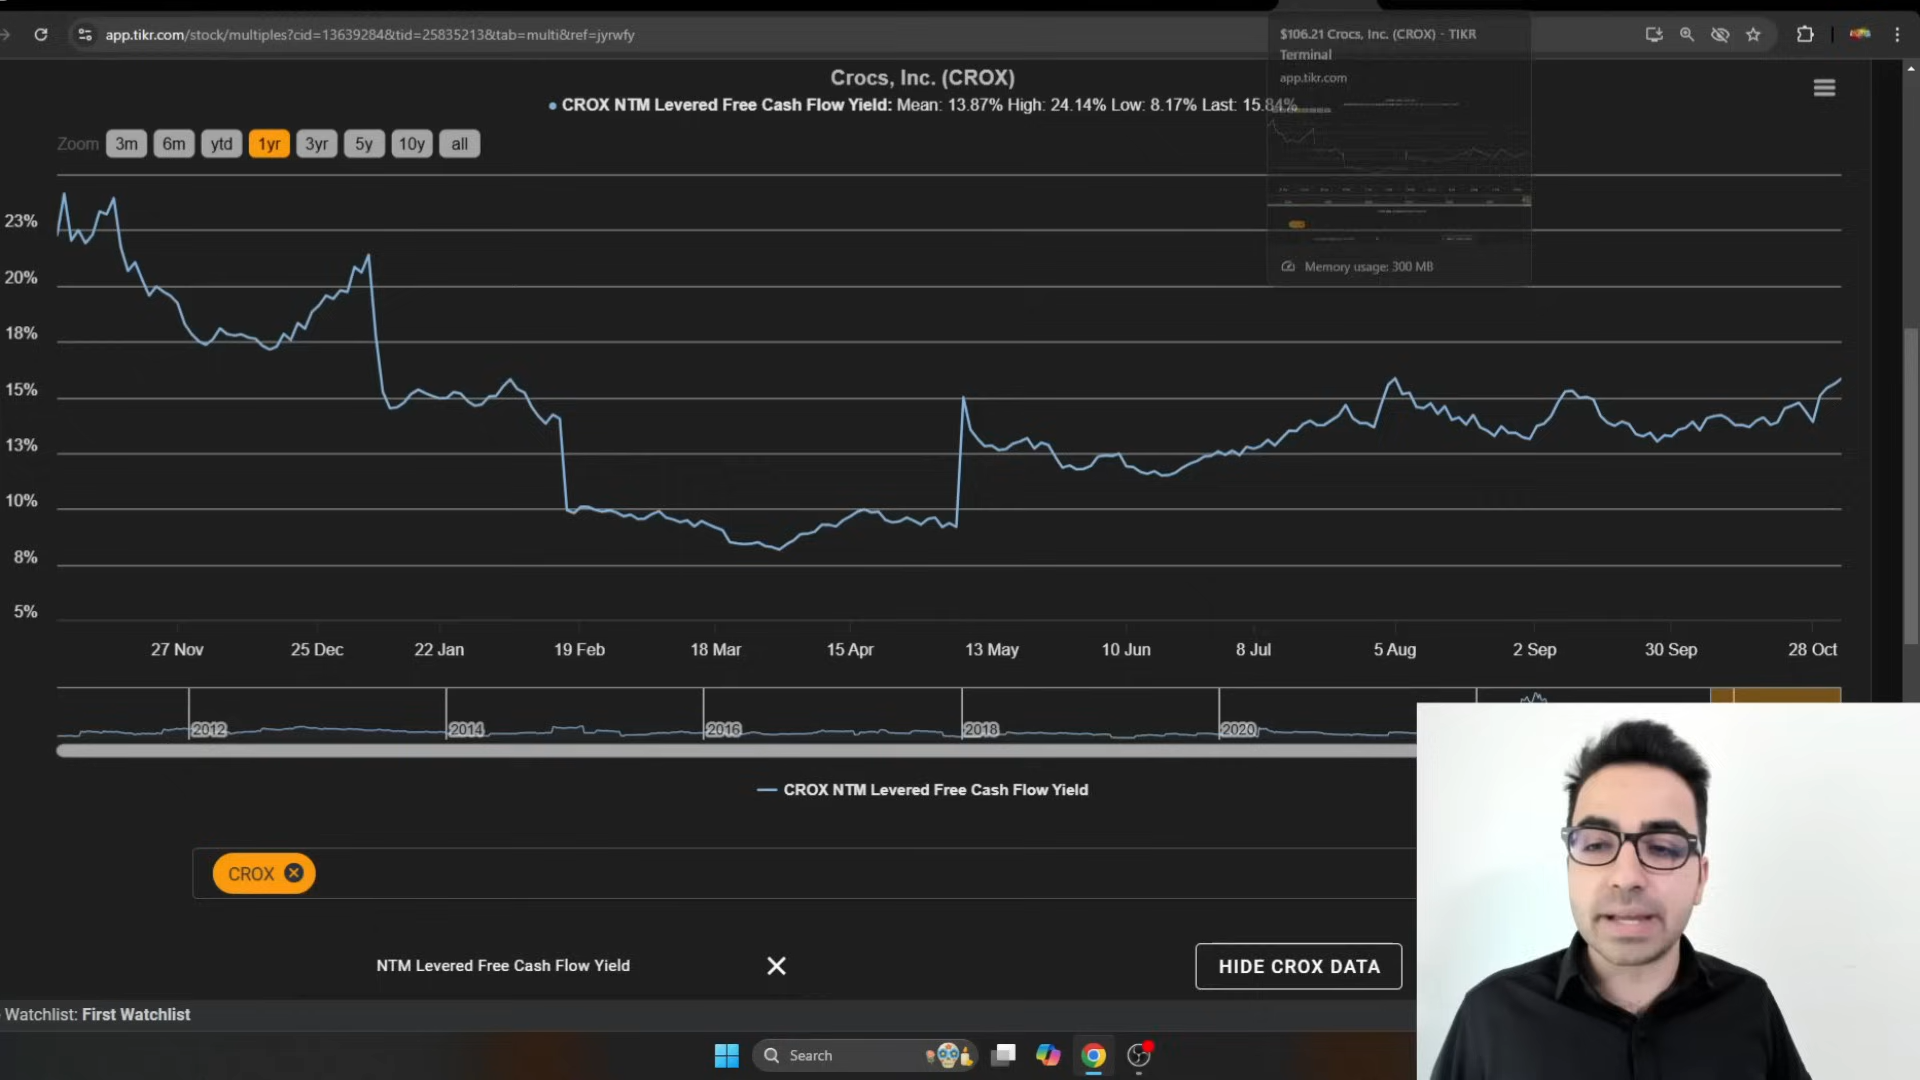 app.tikr.com/stock/multiples?cid=13639284&tid=25835213&tab=multi&ref=jyrwfy
$106.21 Crocs, Inc. (CROX) - TIKR
Terminal
app.tikr.com
Memory usage: 300 MB
Crocs, Inc. (CROX)
CROX NTM Levered Free Cash Flow Yield: Mean: 13.87% High: 24.14% Low: 8.17% Last: 15.84%
Zoom 3m 6m ytd 1yr 3yr 5y 10y all
23%
20%
18%
15%
13%
10%
8%
5%
27 Nov 25 Dec 22 Jan 19 Feb 18 Mar 15 Apr 13 May 10 Jun 8 Jul 5 Aug 2 Sep 30 Sep 28 Oct
2012 2014 2016 2018 2020
CROX NTM Levered Free Cash Flow Yield
CROX
NTM Levered Free Cash Flow Yield
HIDE CROX DATA
Watchlist: First Watchlist
Search